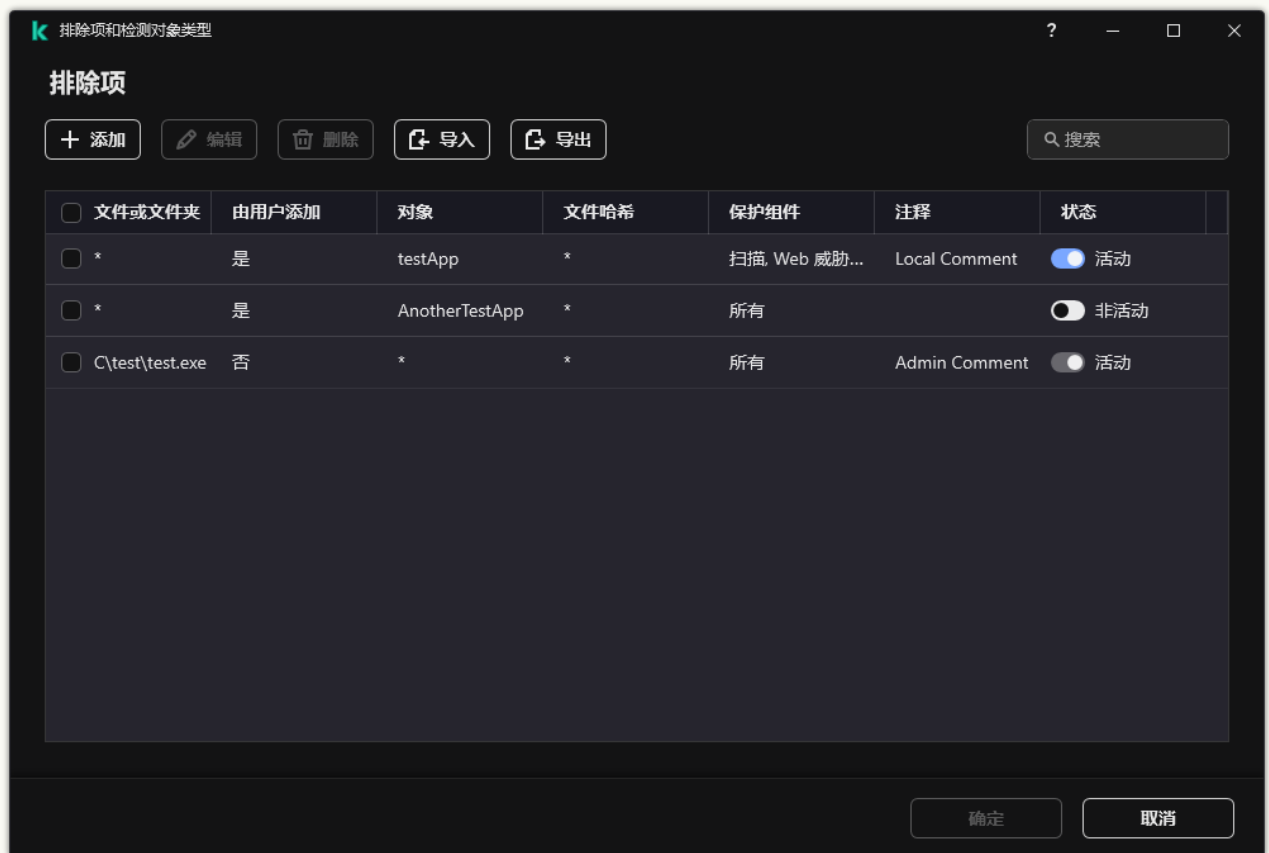 排除项和检测对象类型 ?
排除项
添加 编辑 删除 导入 导出 搜索
文件或文件夹 由用户添加 对象 文件哈希 保护组件 注释 状态
* 是 testApp * 扫描, Web 威胁... Local Comment 活动
* 是 AnotherTestApp * 所有 非活动
C\test\test.exe 否 * * 所有 Admin Comment 活动
确定 取消